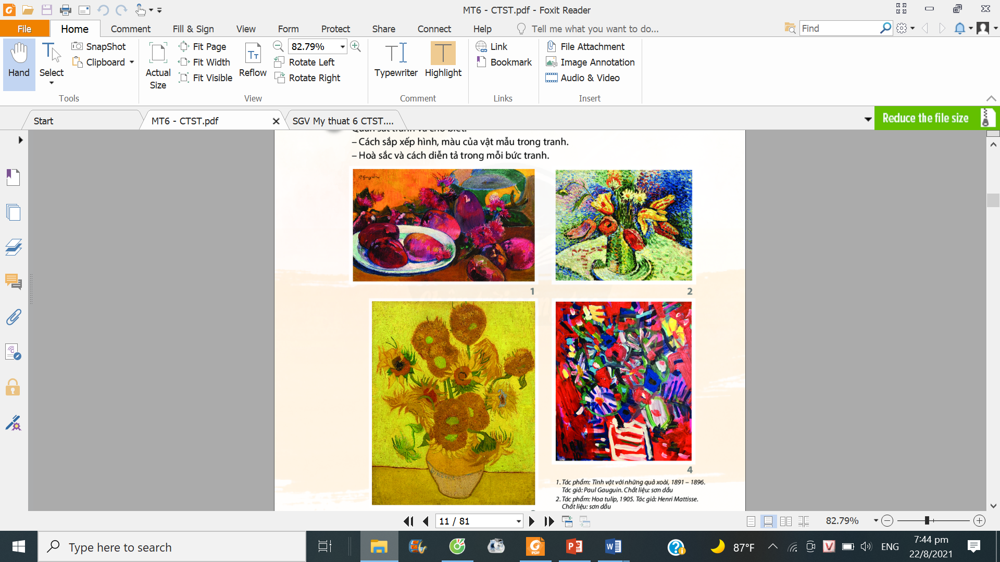 MT6 - CTST.pdf - Foxit Reader
File Home Comment Fill & Sign View Form Protect Share Connect Help Tell me what you want to do... Find
Hand
Select
SnapShot
Clipboard
Tools
Actual Size
Fit Page
Fit Width
Fit Visible
Reflow
82.79%
Rotate Left
Rotate Right
View
Typewriter
Highlight
Comment
Link
Bookmark
Links
File Attachment
Image Annotation
Audio & Video
Insert
Start MT6 - CTST.pdf SGV My thuat 6 CTST.... Reduce the file size
Quan sát tranh và cho biết:
– Cách sắp xếp hình, màu của vật mẫu trong tranh.
– Hoà sắc và cách diễn tả trong mỗi bức tranh.
1
2
4
1. Tác phẩm: Tĩnh vật với những quả xoài, 1891 – 1896.
Tác giả: Paul Gauguin. Chất liệu: sơn dầu
2. Tác phẩm: Hoa tulip, 1905. Tác giả: Henri Mattisse.
Chất liệu: sơn dầu
11 / 81
82.79%
Type here to search
87°F
ENG
7:44 pm
22/8/2021